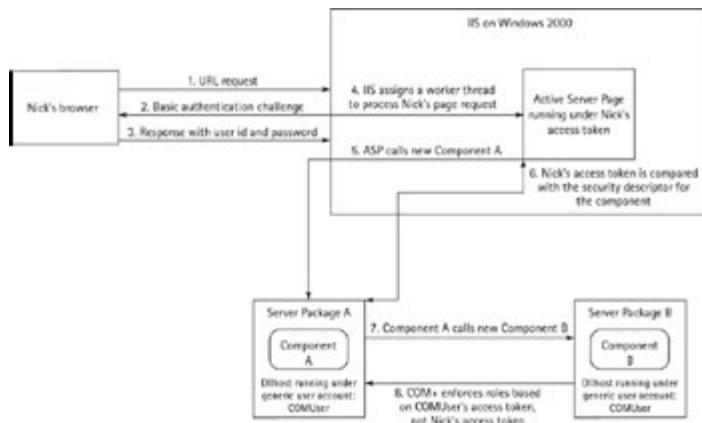 IIS on Windows 2000
Nick's browser
1. URL request
2. Basic authentication challenge
3. Response with user id and password
4. IIS assigns a worker thread
to process Nick's page request
Active Server Page
running under Nick's
access token
5. ASP calls new Component A
6. Nick's access token is compared
with the security descriptor for
the component
Server Package A
Component
A
Dllhost running under
generic user account:
COMUser
7. Component A calls new Component B
Server Package B
Component
B
Dllhost running under
generic user account:
COMUser
8. COM+ enforces roles based
on COMUser's access token,
not Nick's access token